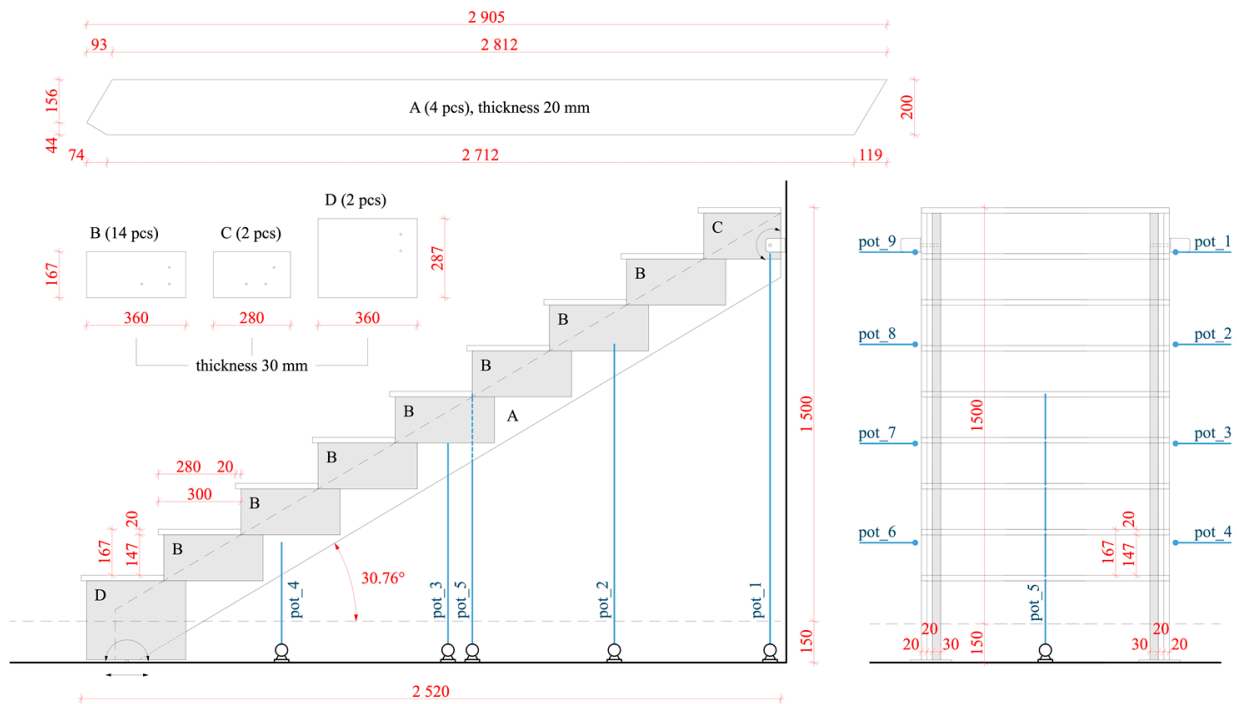 2 905
93
2 812
156
A (4 pcs), thickness 20 mm
200
44
74
2 712
119
D (2 pcs)
B (14 pcs)
C (2 pcs)
167
287
360
280
360
thickness 30 mm
C
B
B
B
B
A
B
B
B
D
280
20
300
20
167
147
30.76°
pot_4
pot_3
pot_5
pot_2
pot_1
1 500
150
2 520
pot_9
pot_1
pot_8
pot_2
1500
pot_7
pot_3
pot_6
pot_4
20
167
147
pot_5
20
20
30
150
20
30
20